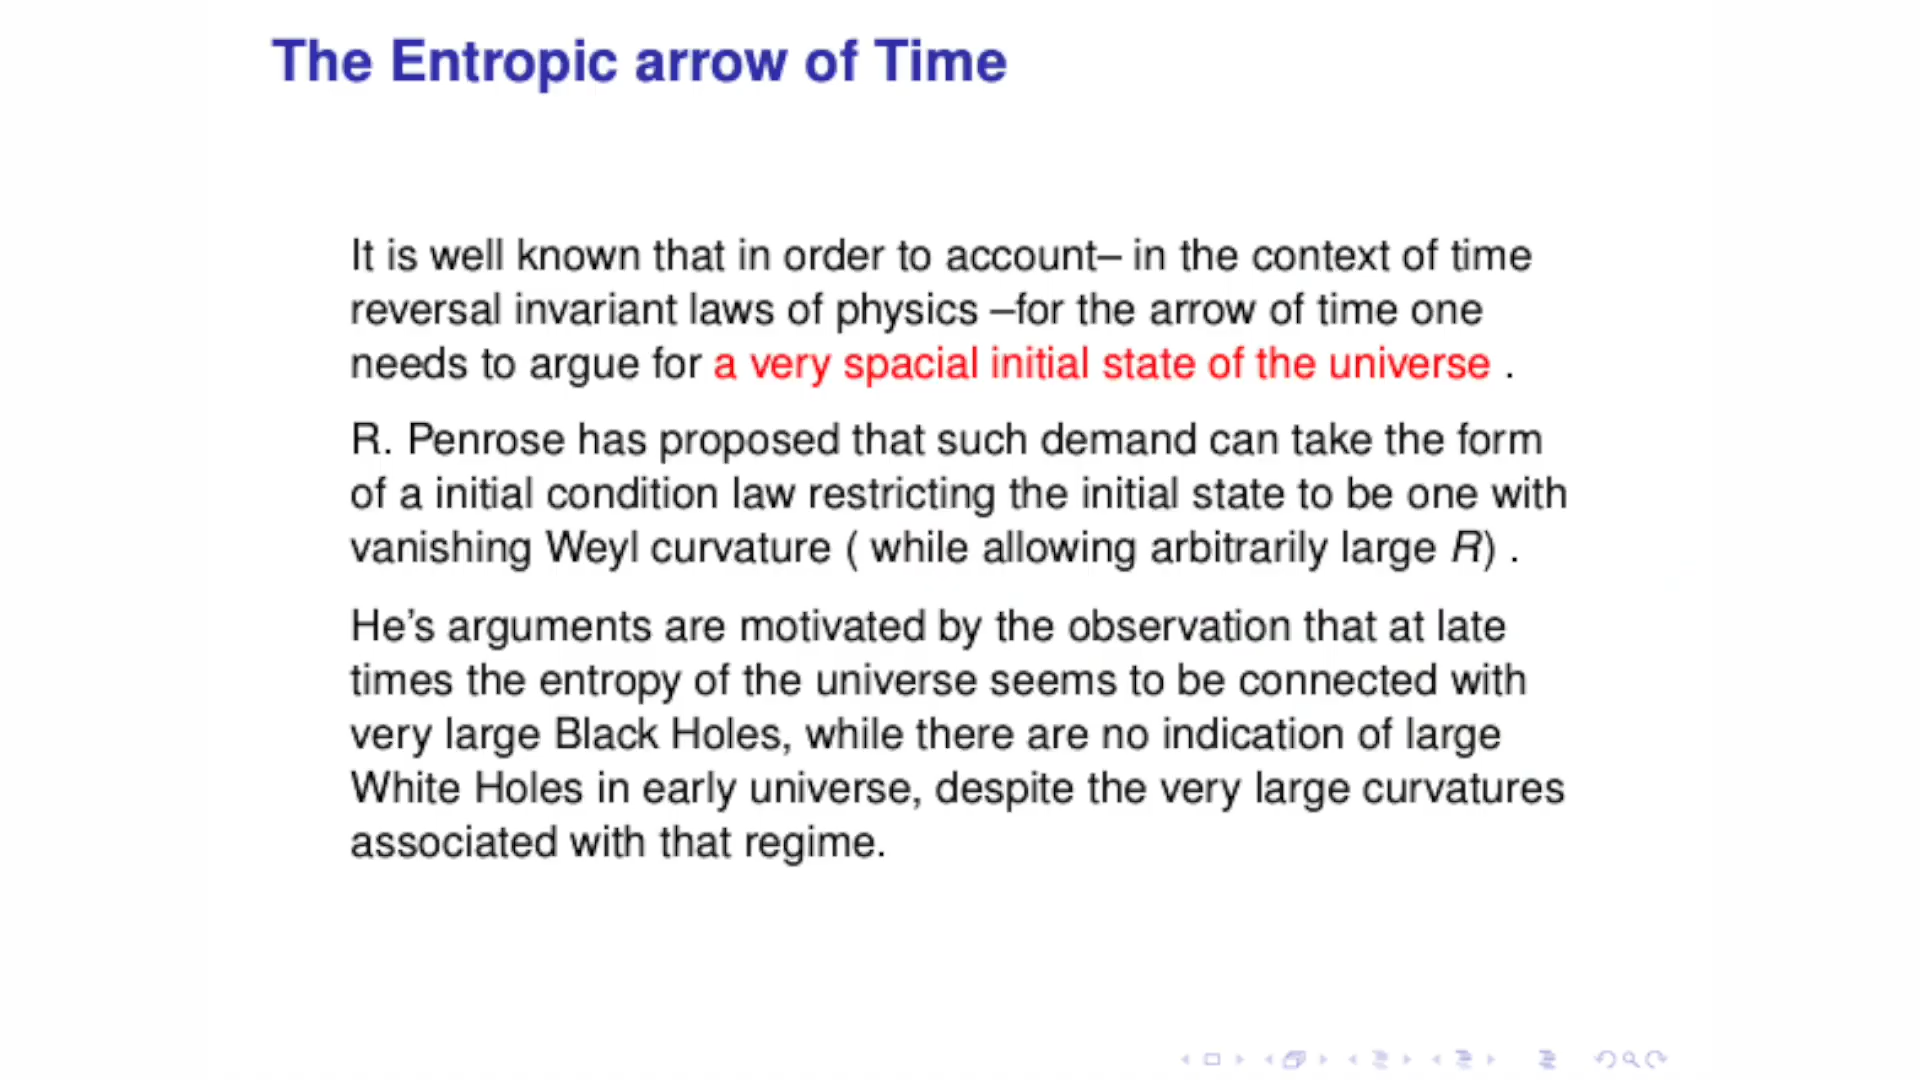 The Entropic arrow of Time
It is well known that in order to account– in the context of time
reversal invariant laws of physics –for the arrow of time one
needs to argue for a very spacial initial state of the universe .
R. Penrose has proposed that such demand can take the form
of a initial condition law restricting the initial state to be one with
vanishing Weyl curvature ( while allowing arbitrarily large R) .
He's arguments are motivated by the observation that at late
times the entropy of the universe seems to be connected with
very large Black Holes, while there are no indication of large
White Holes in early universe, despite the very large curvatures
associated with that regime.